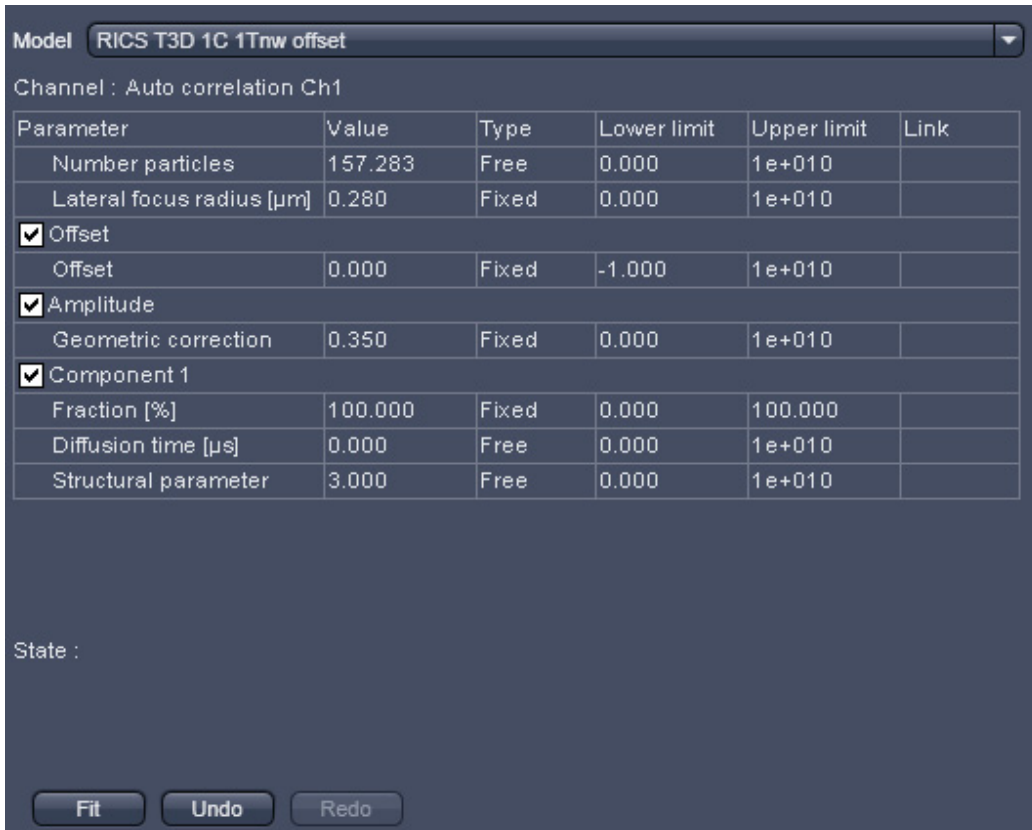 Model RICS T3D 1C 1Tnw offset
Channel : Auto correlation Ch1
Parameter Value Type Lower limit Upper limit Link
Number particles 157.283 Free 0.000 1e+010
Lateral focus radius [µm] 0.280 Fixed 0.000 1e+010
Offset
Offset 0.000 Fixed -1.000 1e+010
Amplitude
Geometric correction 0.350 Fixed 0.000 1e+010
Component 1
Fraction [%] 100.000 Fixed 0.000 100.000
Diffusion time [µs] 0.000 Free 0.000 1e+010
Structural parameter 3.000 Free 0.000 1e+010
State :
Fit Undo Redo